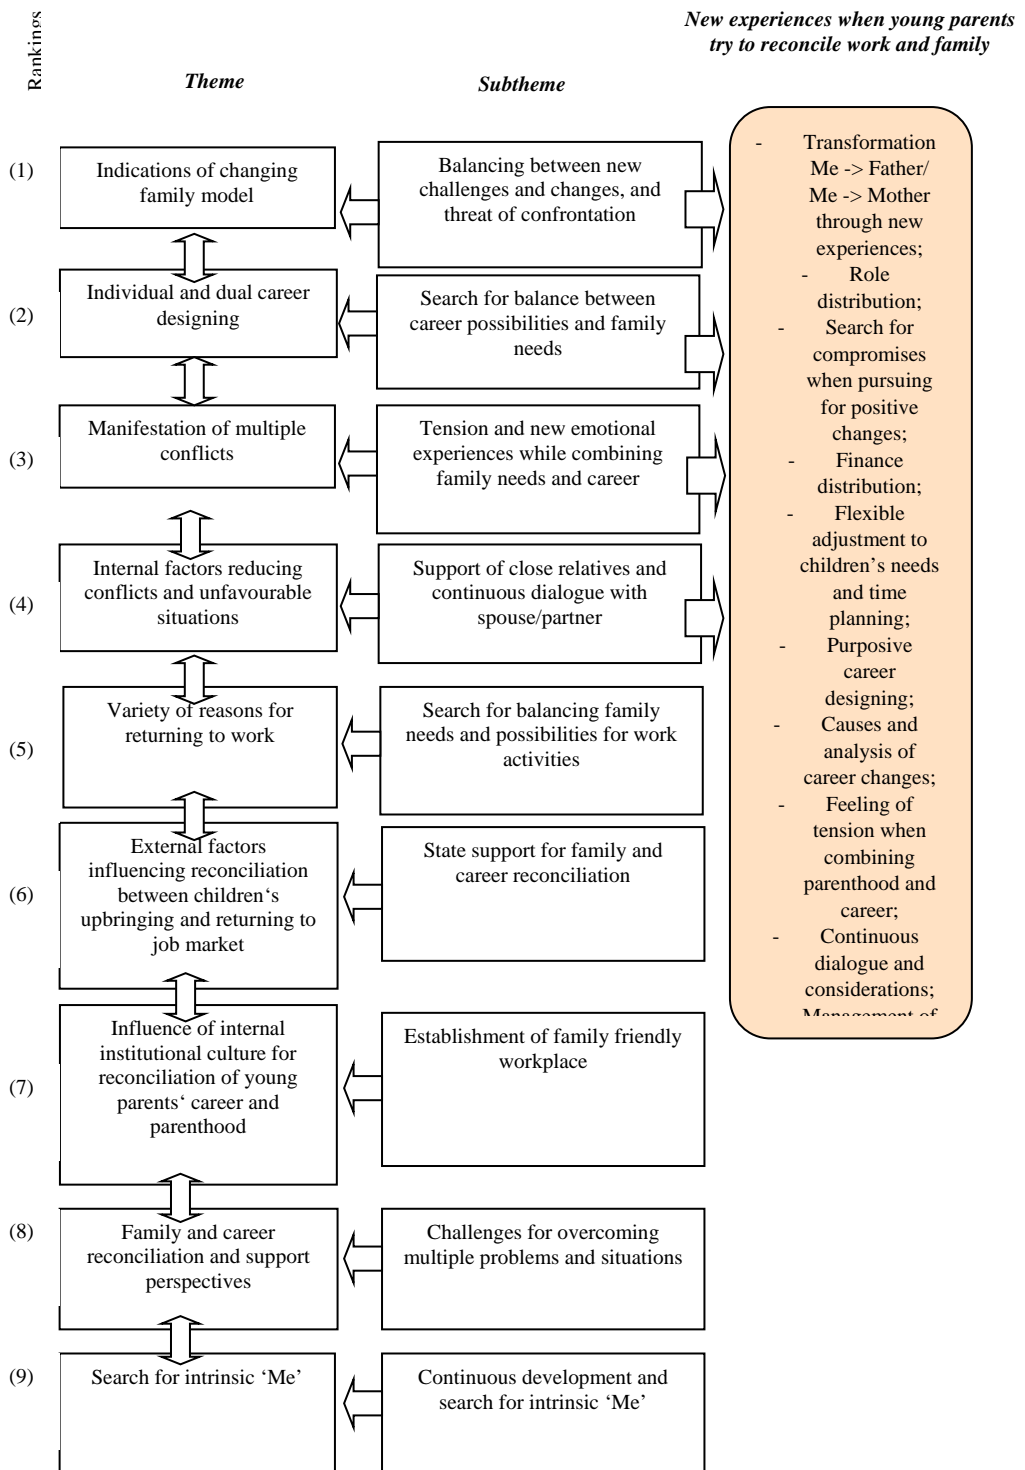 Rankings
New experiences when young parents
try to reconcile work and family
Theme
Subtheme
(1)
Indications of changing
family model
Balancing between new
challenges and changes, and
threat of confrontation
(2)
Individual and dual career
designing
Search for balance between
career possibilities and family
needs
(3)
Manifestation of multiple
conflicts
Tension and new emotional
experiences while combining
family needs and career
(4)
Internal factors reducing
conflicts and unfavourable
situations
Support of close relatives and
continuous dialogue with
spouse/partner
(5)
Variety of reasons for
returning to work
Search for balancing family
needs and possibilities for work
activities
(6)
External factors
influencing reconciliation
between children‘s
upbringing and returning to
job market
State support for family and
career reconciliation
(7)
Influence of internal
institutional culture for
reconciliation of young
parents‘ career and
parenthood
Establishment of family friendly
workplace
(8)
Family and career
reconciliation and support
perspectives
Challenges for overcoming
multiple problems and situations
(9)
Search for intrinsic ‘Me’
Continuous development and
search for intrinsic ‘Me’
- Transformation
Me -> Father/
Me -> Mother
through new
experiences;
- Role
distribution;
- Search for
compromises
when pursuing
for positive
changes;
- Finance
distribution;
- Flexible
adjustment to
children’s needs
and time
planning;
- Purposive
career
designing;
- Causes and
analysis of
career changes;
- Feeling of
tension when
combining
parenthood and
career;
- Continuous
dialogue and
considerations;
Management of